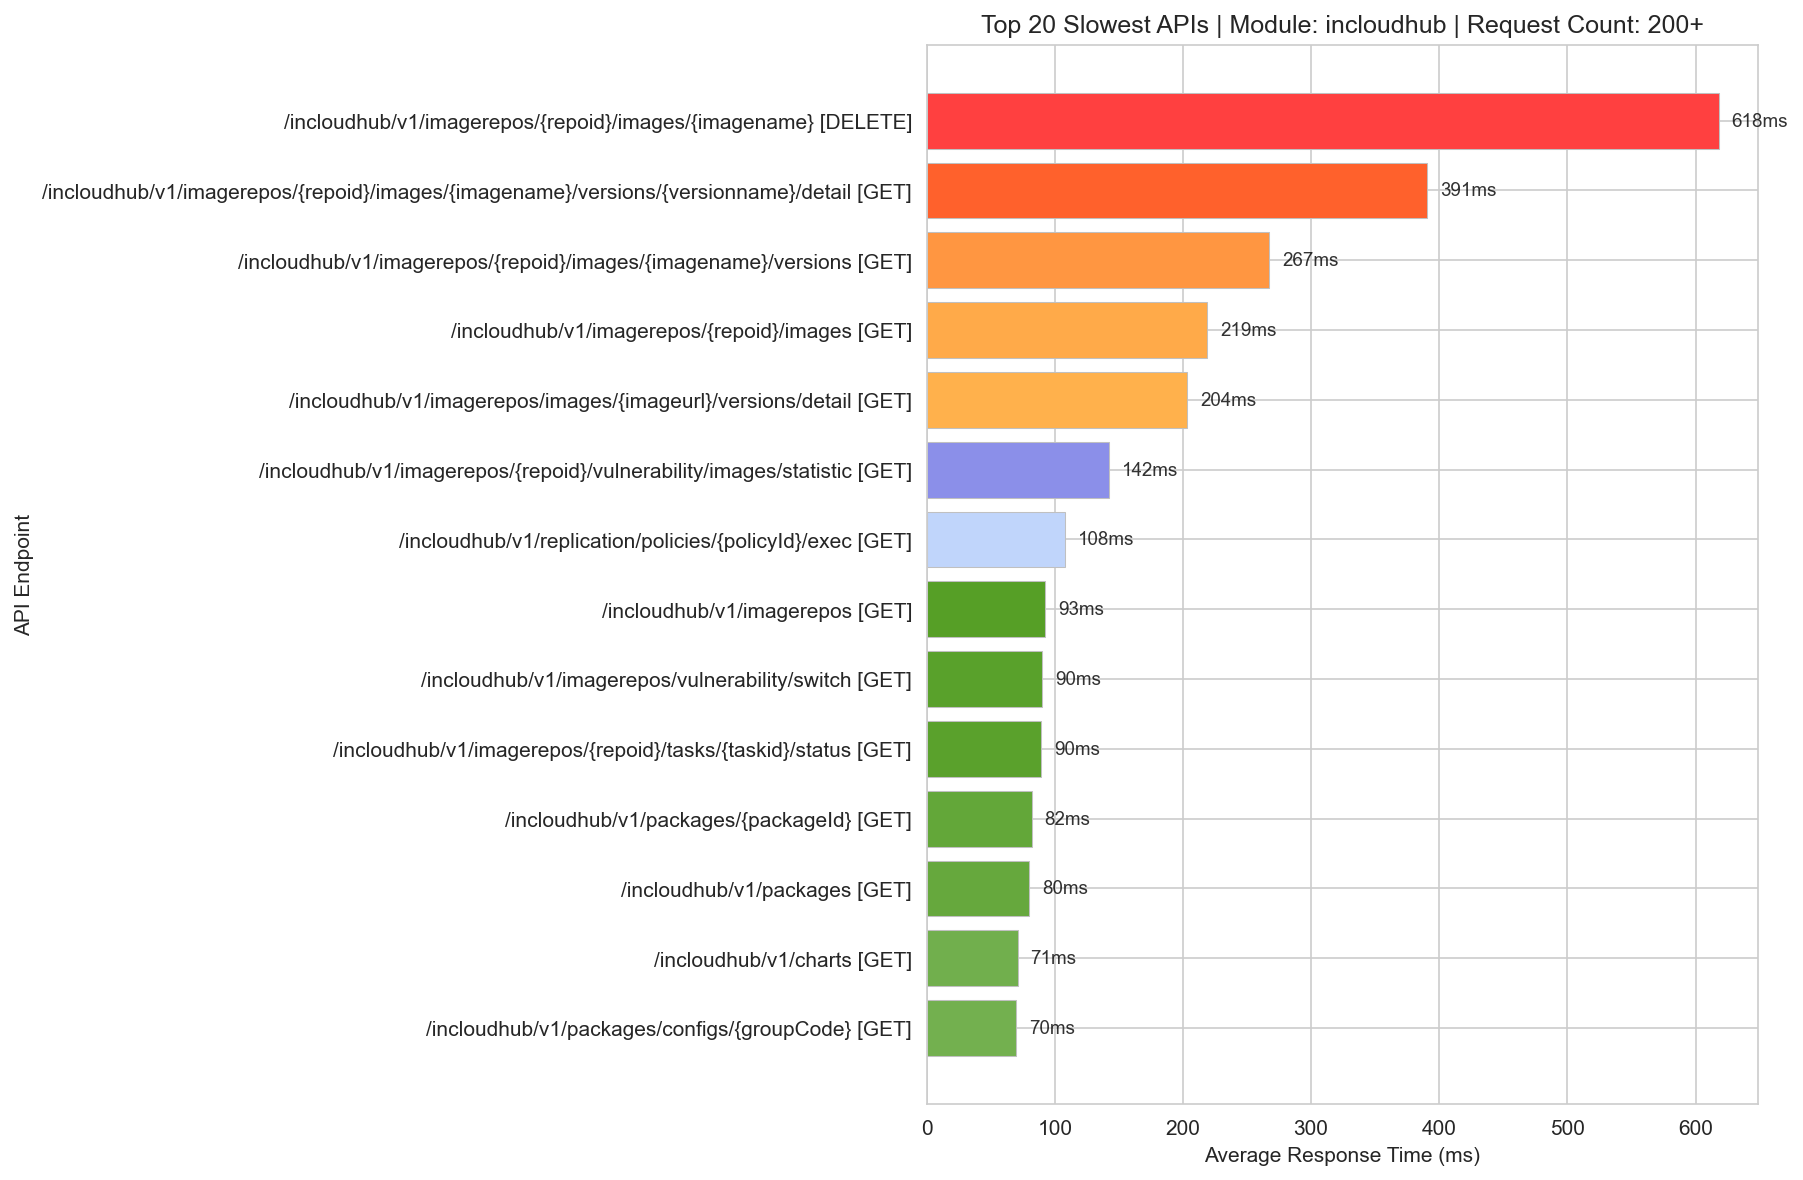 Top 20 Slowest APIs | Module: incloudhub | Request Count: 200+
/incloudhub/v1/imagerepos/{repoid}/images/{imagename} [DELETE] 618ms
/incloudhub/v1/imagerepos/{repoid}/images/{imagename}/versions/{versionname}/detail [GET] 391ms
/incloudhub/v1/imagerepos/{repoid}/images/{imagename}/versions [GET] 267ms
/incloudhub/v1/imagerepos/{repoid}/images [GET] 219ms
/incloudhub/v1/imagerepos/images/{imageurl}/versions/detail [GET] 204ms
/incloudhub/v1/imagerepos/{repoid}/vulnerability/images/statistic [GET] 142ms
/incloudhub/v1/replication/policies/{policyId}/exec [GET] 108ms
/incloudhub/v1/imagerepos [GET] 93ms
/incloudhub/v1/imagerepos/vulnerability/switch [GET] 90ms
/incloudhub/v1/imagerepos/{repoid}/tasks/{taskid}/status [GET] 90ms
/incloudhub/v1/packages/{packageId} [GET] 82ms
/incloudhub/v1/packages [GET] 80ms
/incloudhub/v1/charts [GET] 71ms
/incloudhub/v1/packages/configs/{groupCode} [GET] 70ms
API Endpoint
0 100 200 300 400 500 600
Average Response Time (ms)